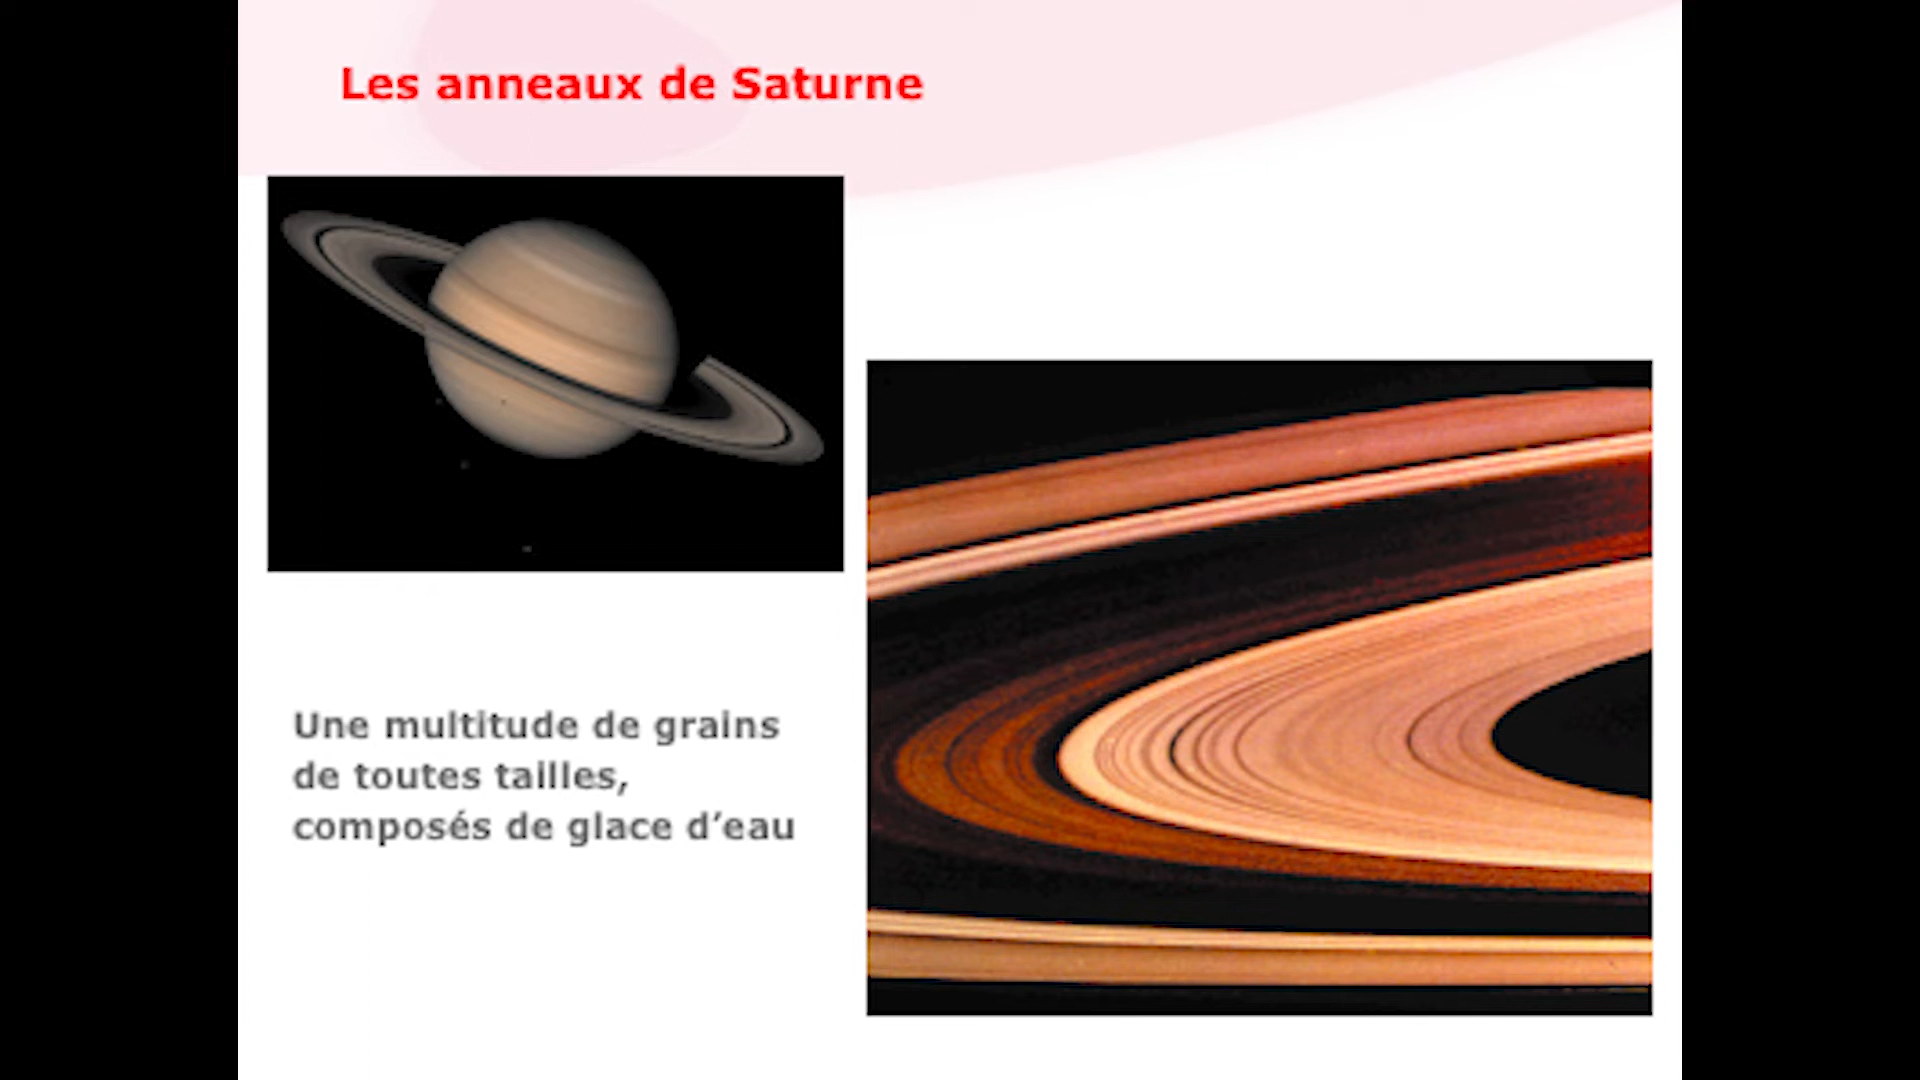 Les anneaux de Saturne
Une multitude de grains
de toutes tailles,
composés de glace d’eau